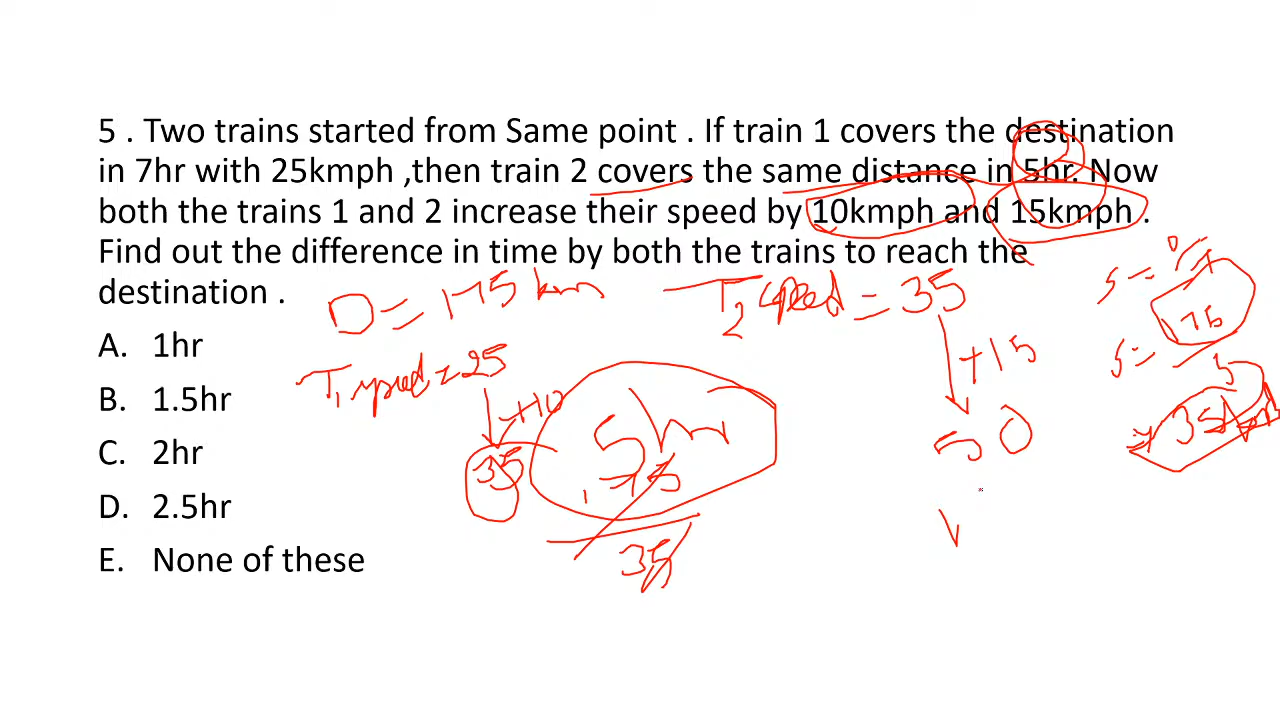 5 . Two trains started from Same point . If train 1 covers the destination
in 7hr with 25kmph ,then train 2 covers the same distance in 5hr. Now
both the trains 1 and 2 increase their speed by 10kmph and 15kmph .
Find out the difference in time by both the trains to reach the
destination .
D = 175 km
T2 speed = 35
S = D/T
A. 1hr
T1 speed = 25
+15
S = 175/5
B. 1.5hr
+10
=> 35
C. 2hr
35
5hr
50
D. 2.5hr
175
E. None of these
35